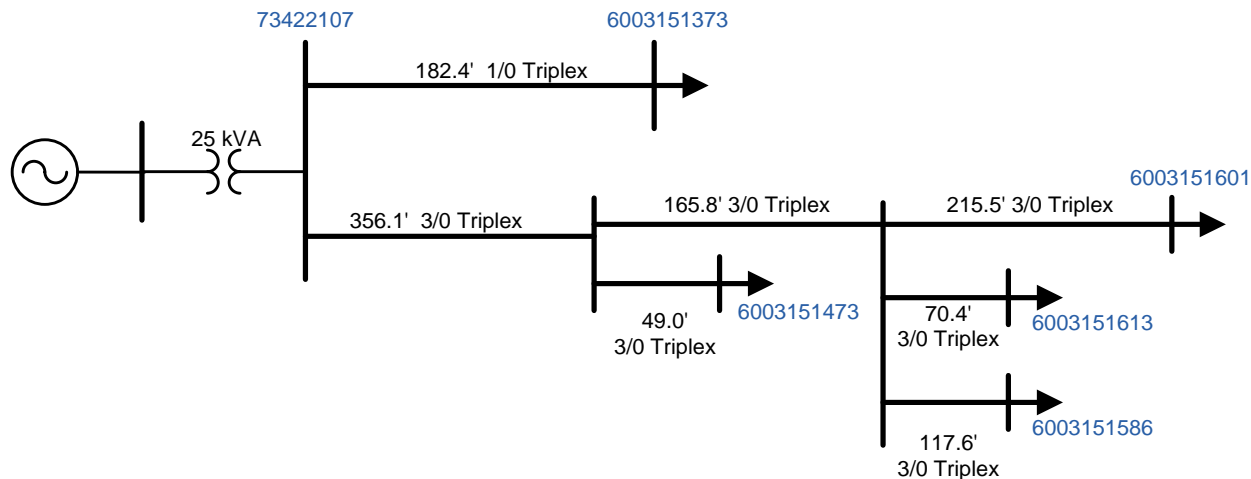 73422107
6003151373
182.4'  1/0 Triplex
25 kVA
6003151601
356.1'  3/0 Triplex
165.8' 3/0 Triplex
215.5' 3/0 Triplex
49.0'
3/0 Triplex
6003151473
70.4'
3/0 Triplex
6003151613
117.6'
3/0 Triplex
6003151586